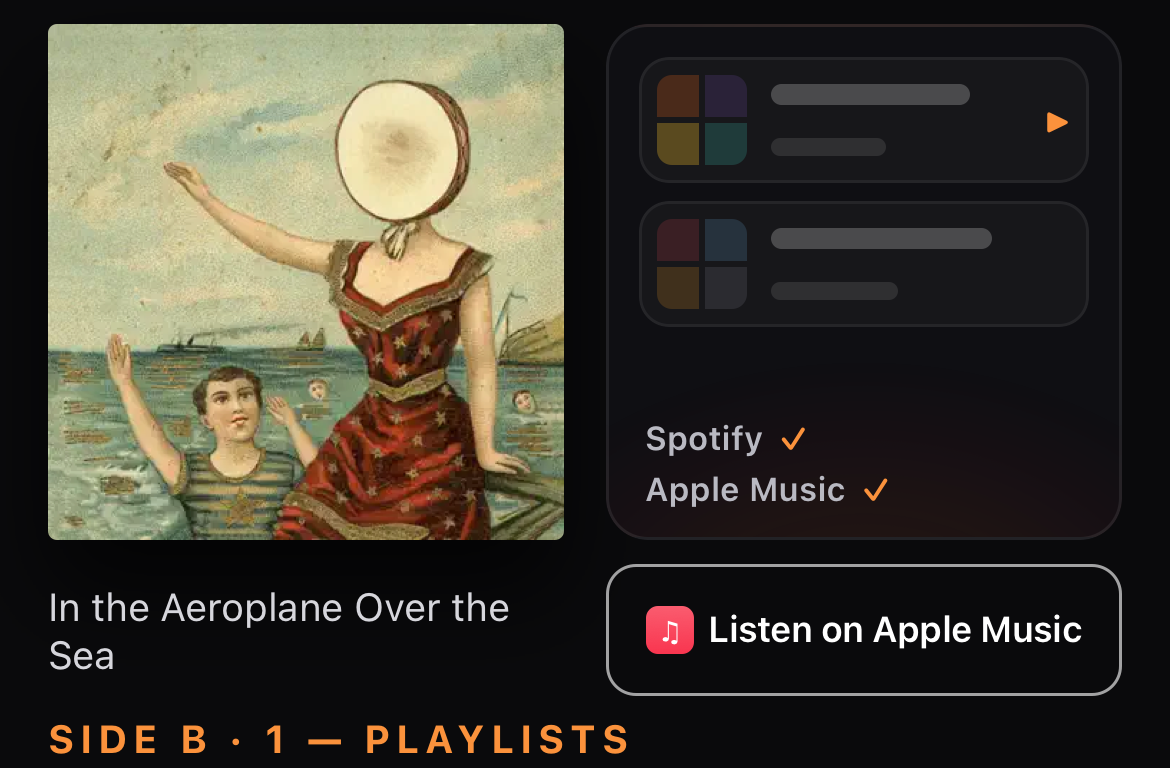 Spotify
Apple Music
In the Aeroplane Over the
Sea
Listen on Apple Music
SIDE B · 1 — PLAYLISTS